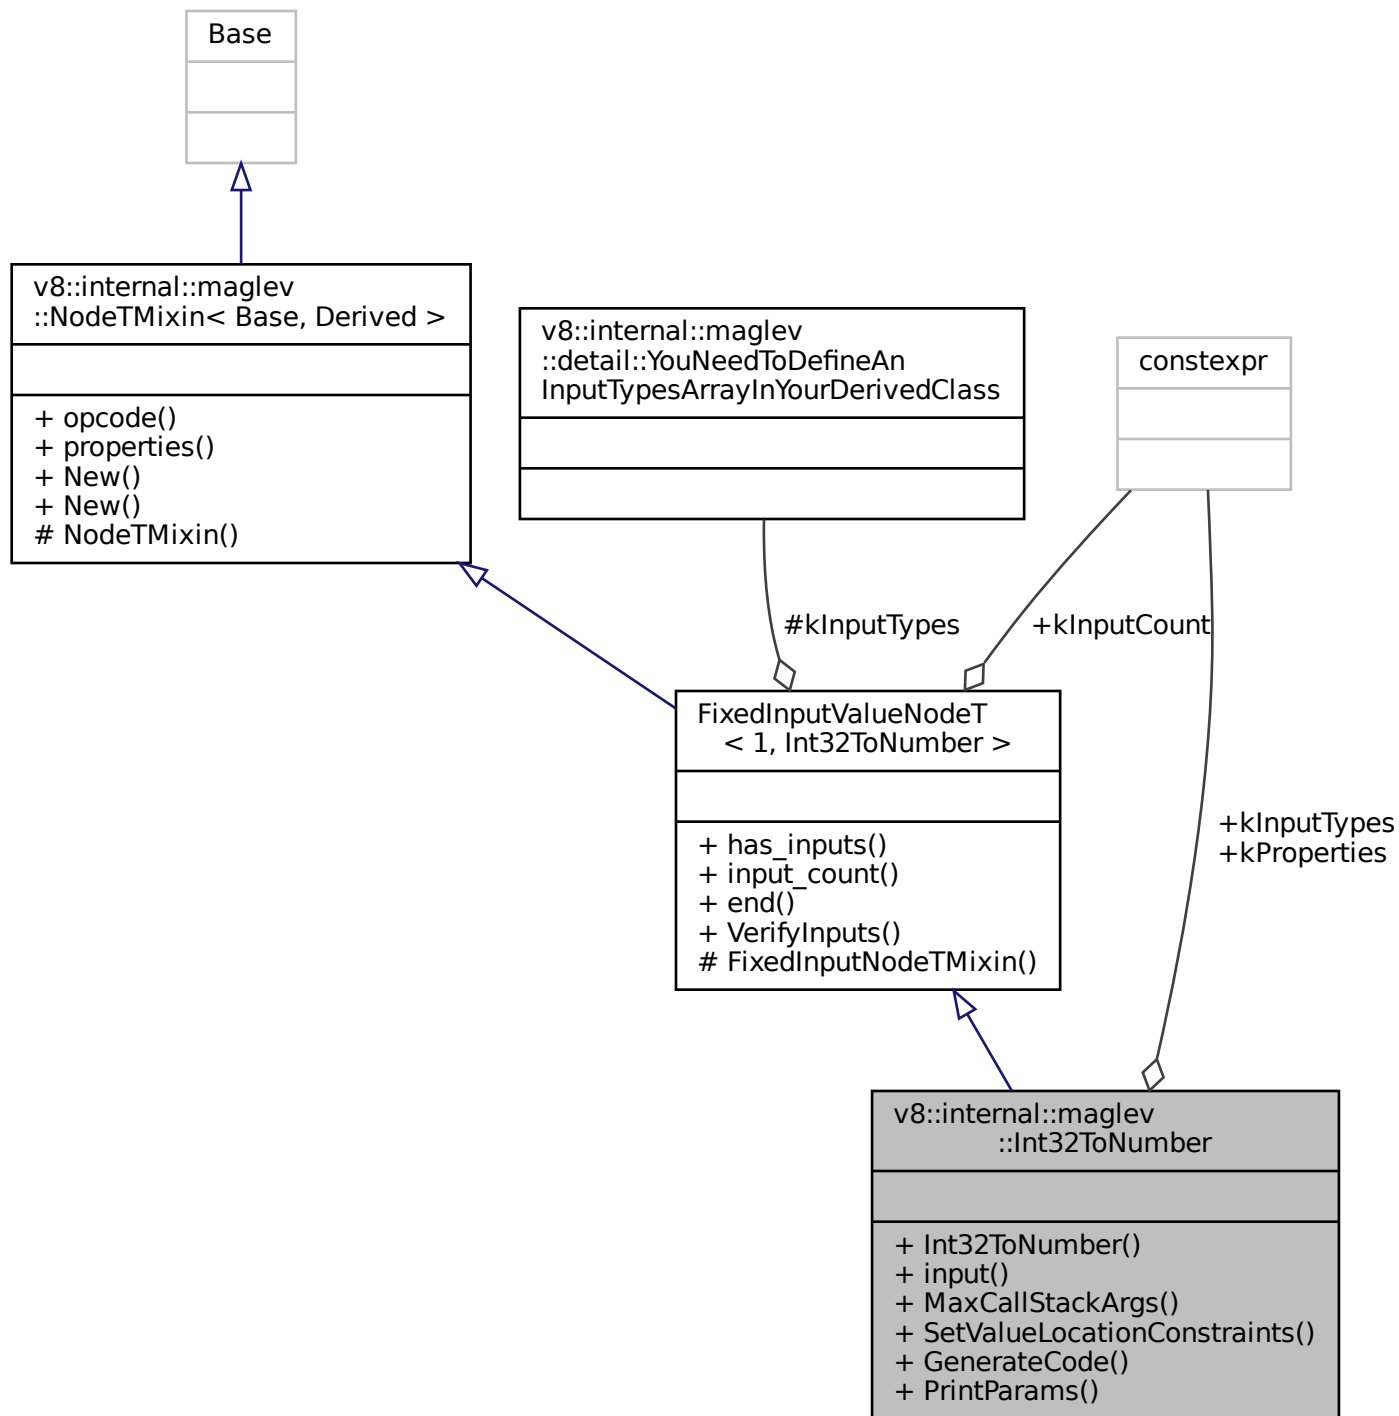 Base
v8::internal::maglev
::NodeTMixin< Base, Derived >
+ opcode()
+ properties()
+ New()
+ New()
# NodeTMixin()
v8::internal::maglev
::detail::YouNeedToDefineAn
InputTypesArrayInYourDerivedClass
constexpr
#kInputTypes
+kInputCount
FixedInputValueNodeT
< 1, Int32ToNumber >
+ has_inputs()
+ input_count()
+ end()
+ VerifyInputs()
# FixedInputNodeTMixin()
+kInputTypes
+kProperties
v8::internal::maglev
::Int32ToNumber
+ Int32ToNumber()
+ input()
+ MaxCallStackArgs()
+ SetValueLocationConstraints()
+ GenerateCode()
+ PrintParams()